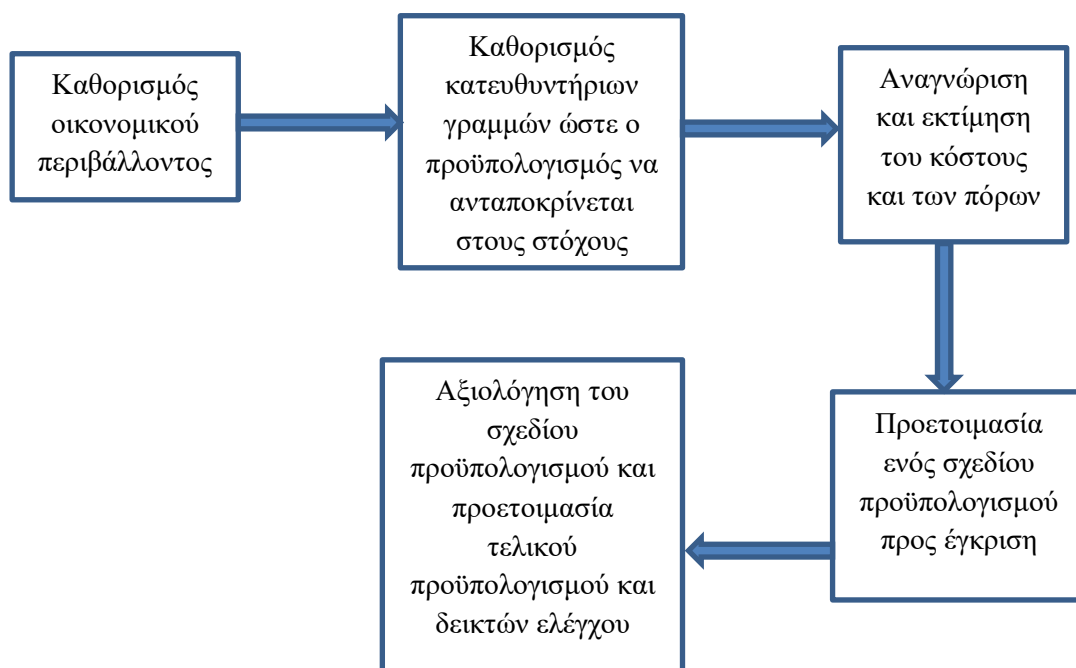 Καθορισμός
οικονομικού
περιβάλλοντος
Καθορισμός
κατευθυντήριων
γραμμών ώστε ο
προϋπολογισμός να
ανταποκρίνεται
στους στόχους
Αναγνώριση
και εκτίμηση
του κόστους
και των πόρων
Προετοιμασία
ενός σχεδίου
προϋπολογισμού
προς έγκριση
Αξιολόγηση του
σχεδίου
προϋπολογισμού και
προετοιμασία
τελικού
προϋπολογισμού και
δεικτών ελέγχου